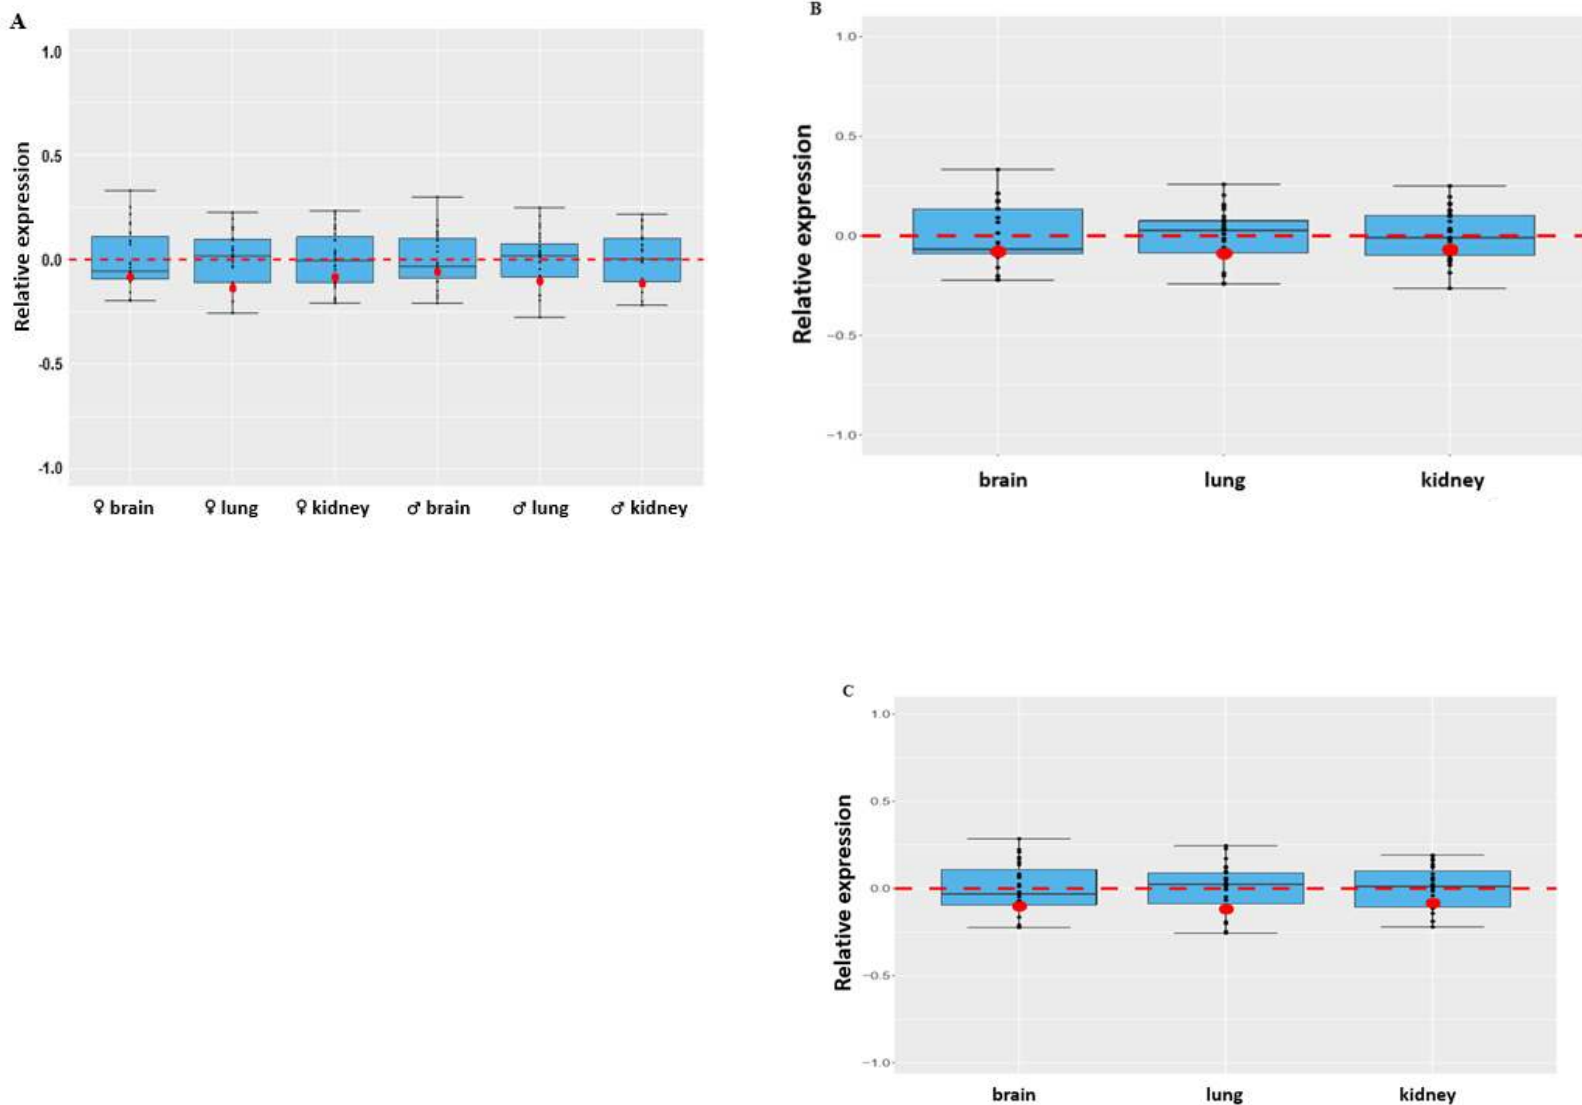 A
1.0
0.5
0.0
-0.5
-1.0
Relative expression
♀ brain
♀ lung
♀ kidney
♂ brain
♂ lung
♂ kidney
B
1.0
0.5
0.0
−0.5
−1.0
Relative expression
brain
lung
kidney
C
1.0
0.5
0.0
−0.5
−1.0
Relative expression
brain
lung
kidney